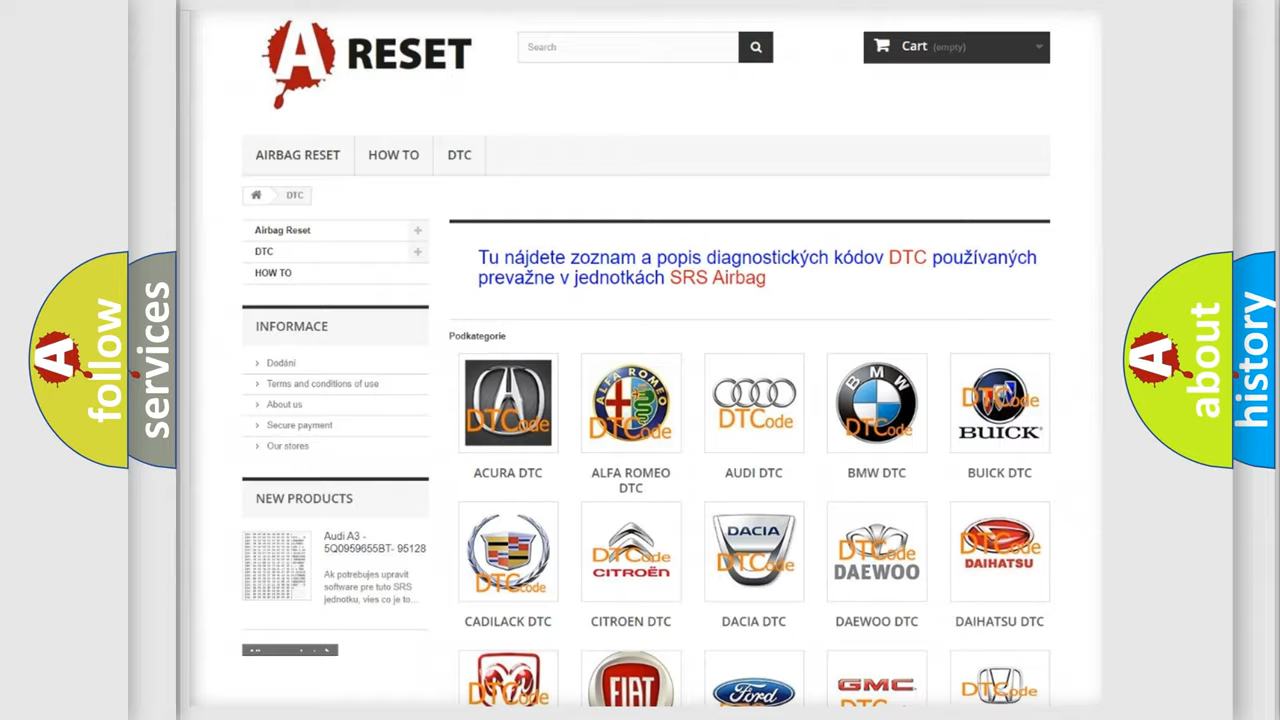 A RESET
Search
Cart (empty)
AIRBAG RESET
HOW TO
DTC
DTC
Airbag Reset
DTC
HOW TO
Tu nájdete zoznam a popis diagnostických kódov DTC používaných
prevažne v jednotkách SRS Airbag
INFORMACE
Dodání
Terms and conditions of use
About us
Secure payment
Our stores
NEW PRODUCTS
Audi A3 -
5Q0959655BT- 95128
Ak potrebujes upravit
software pre tuto SRS
jednotku, vies co je to...
Podkategorie
DTCode
ALFA ROMEO
DTCode
DTCode
BMW
DTCode
DTCode
BUICK
ACURA DTC
ALFA ROMEO
DTC
AUDI DTC
BMW DTC
BUICK DTC
DTCode
DTCode
CITROËN
DACIA
DTCode
DTCode
DAEWOO
DTCode
DAIHATSU
CADILACK DTC
CITROEN DTC
DACIA DTC
DAEWOO DTC
DAIHATSU DTC
DTCode
FIAT
Ford
GMC
DTCode
A follow
services
A about
history